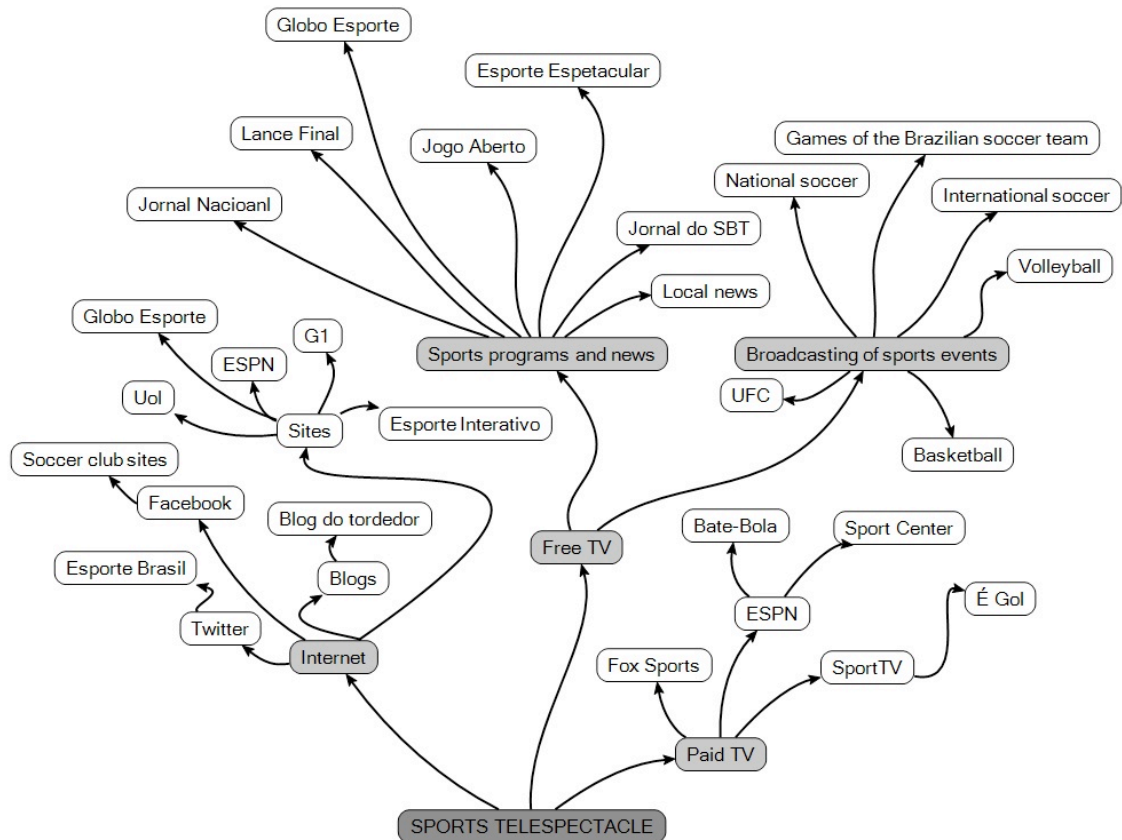 Globo Esporte
Esporte Espetacular
Lance Final
Jogo Aberto
Games of the Brazilian soccer team
National soccer
International soccer
Jornal Nacioanl
Jornal do SBT
Volleyball
Local news
Globo Esporte
G1
ESPN
Sports programs and news
Broadcasting of sports events
Uol
UFC
Sites
Esporte Interativo
Basketball
Soccer club sites
Facebook
Blog do tordedor
Bate-Bola
Sport Center
Free TV
Esporte Brasil
Blogs
É Gol
ESPN
Twitter
Internet
Fox Sports
SportTV
Paid TV
SPORTS TELESPECTACLE